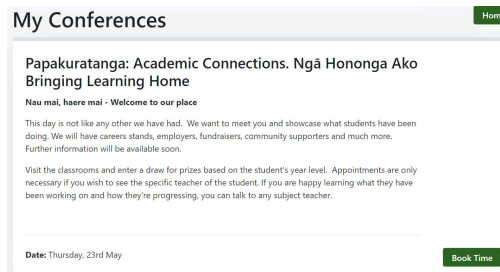 My Conferences
Papakuratanga: Academic Connections. Ngā Hononga Ako
Bringing Learning Home
Nau mai, haere mai - Welcome to our place
This day is not like any other we have had. We want to meet you and showcase what students have been
doing. We will have careers stands, employers, fundraisers, community supporters and much more.
Further information will be available soon.
Visit the classrooms and enter a draw for prizes based on the student's year level. Appointments are only
necessary if you wish to see the specific teacher of the student. If you are happy learning what they have
been working on and how they're progressing, you can talk to any subject teacher.
Date: Thursday, 23rd May
Book Time